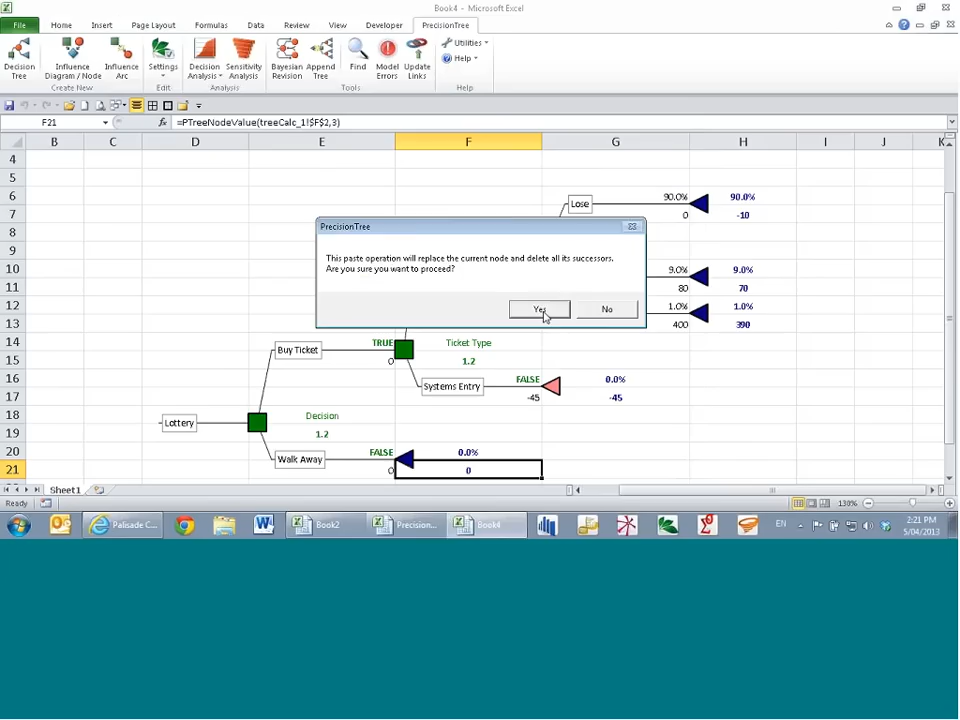 Book4 - Microsoft Excel
File Home Insert Page Layout Formulas Data Review View Developer PrecisionTree
Decision Tree
Influence Diagram / Node
Influence Arc
Settings
Decision Analysis
Sensitivity Analysis
Bayesian Revision
Append Tree
Find
Model Errors
Update Links
Utilities
Help
Create New Edit Analysis Tools Help
F21 fx =PTreeNodeValue(treeCalc_1!$F$2,3)
B C D E F G H I J K
4
5
6 Lose 90.0% 90.0%
7 0 -10
8
9
10 9.0% 9.0%
11 80 70
12 1.0% 1.0%
13 400 390
PrecisionTree
This paste operation will replace the current node and delete all its successors.
Are you sure you want to proceed?
Yes No
14 Buy Ticket TRUE Ticket Type
15 0 1.2
16 Systems Entry FALSE 0.0%
17 -45 -45
18 Lottery Decision
19 1.2
20 Walk Away FALSE 0.0%
21 0 0
Sheet1
Ready 130%
Palisade C... Book2 Precision... Book4 EN 2:21 PM
5/04/2013